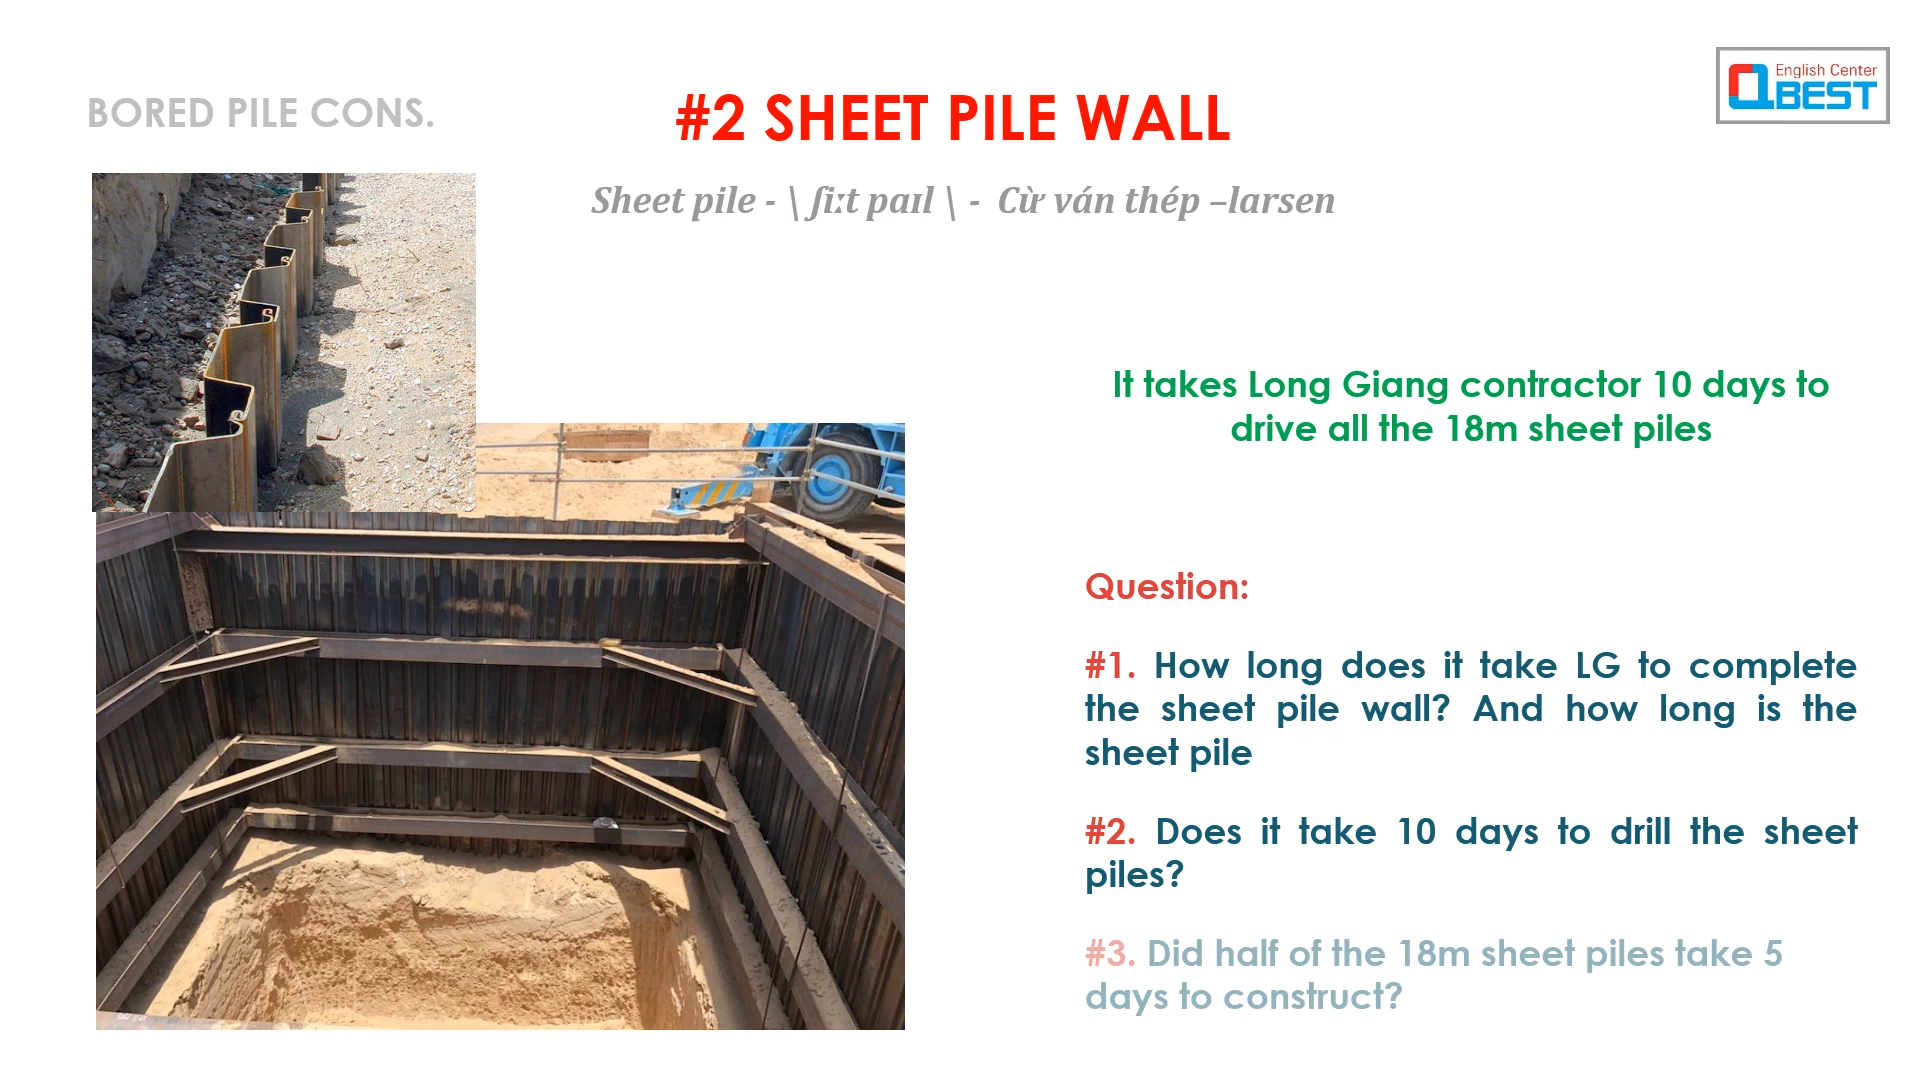 BORED PILE CONS.
#2 SHEET PILE WALL
English Center
QBEST
Sheet pile - \ ʃiːt paɪl \ - Cừ ván thép –larsen
It takes Long Giang contractor 10 days to
drive all the 18m sheet piles
Question:
#1. How long does it take LG to complete
the sheet pile wall? And how long is the
sheet pile
#2. Does it take 10 days to drill the sheet
piles?
#3. Did half of the 18m sheet piles take 5
days to construct?